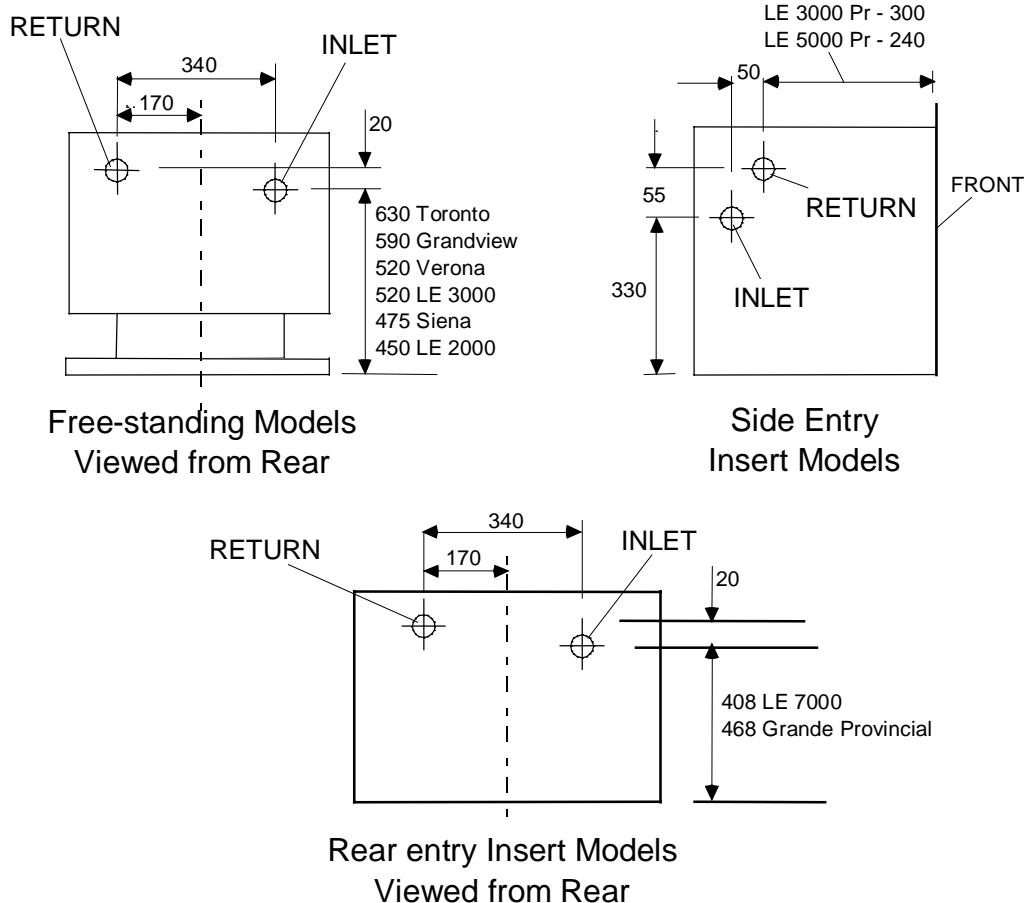 RETURN
INLET
340
170
20
630 Toronto
590 Grandview
520 Verona
520 LE 3000
475 Siena
450 LE 2000
Free-standing Models
Viewed from Rear
LE 3000 Pr - 300
LE 5000 Pr - 240
50
55
330
RETURN
INLET
FRONT
Side Entry
Insert Models
RETURN
INLET
340
170
20
408 LE 7000
468 Grande Provincial
Rear entry Insert Models
Viewed from Rear